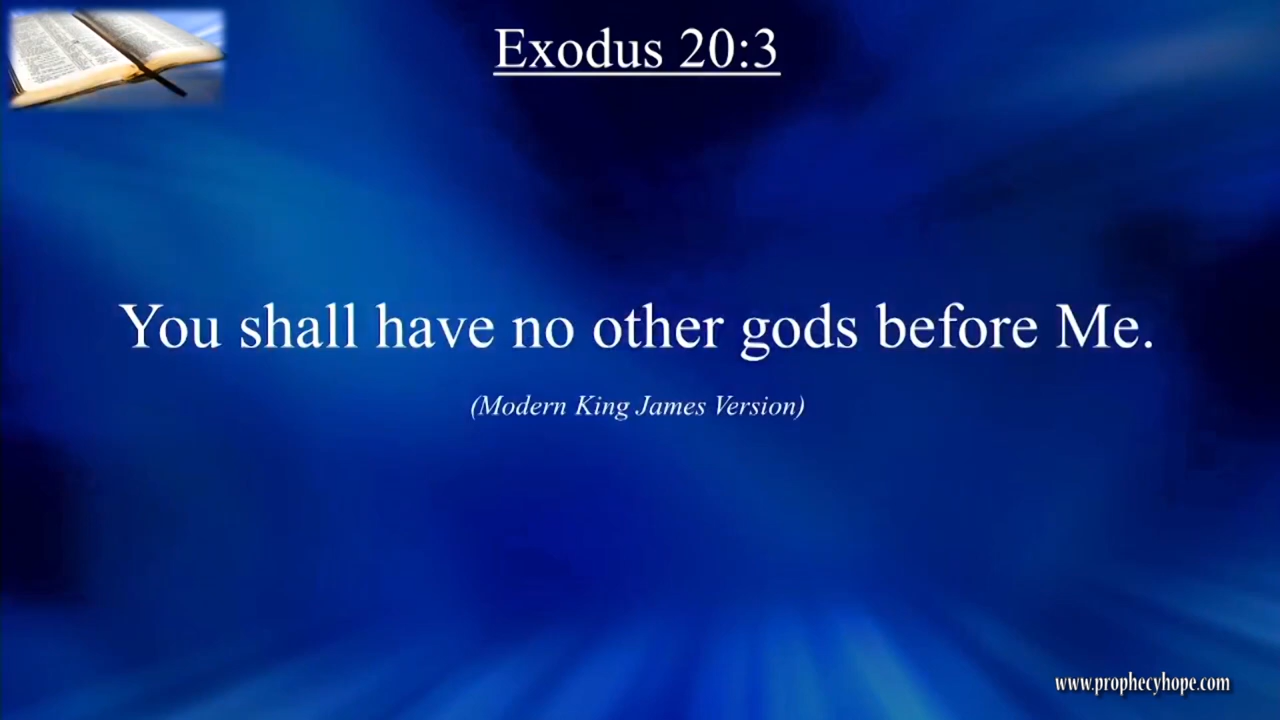 Exodus 20:3
You shall have no other gods before Me.
(Modern King James Version)
www.prophecyhope.com